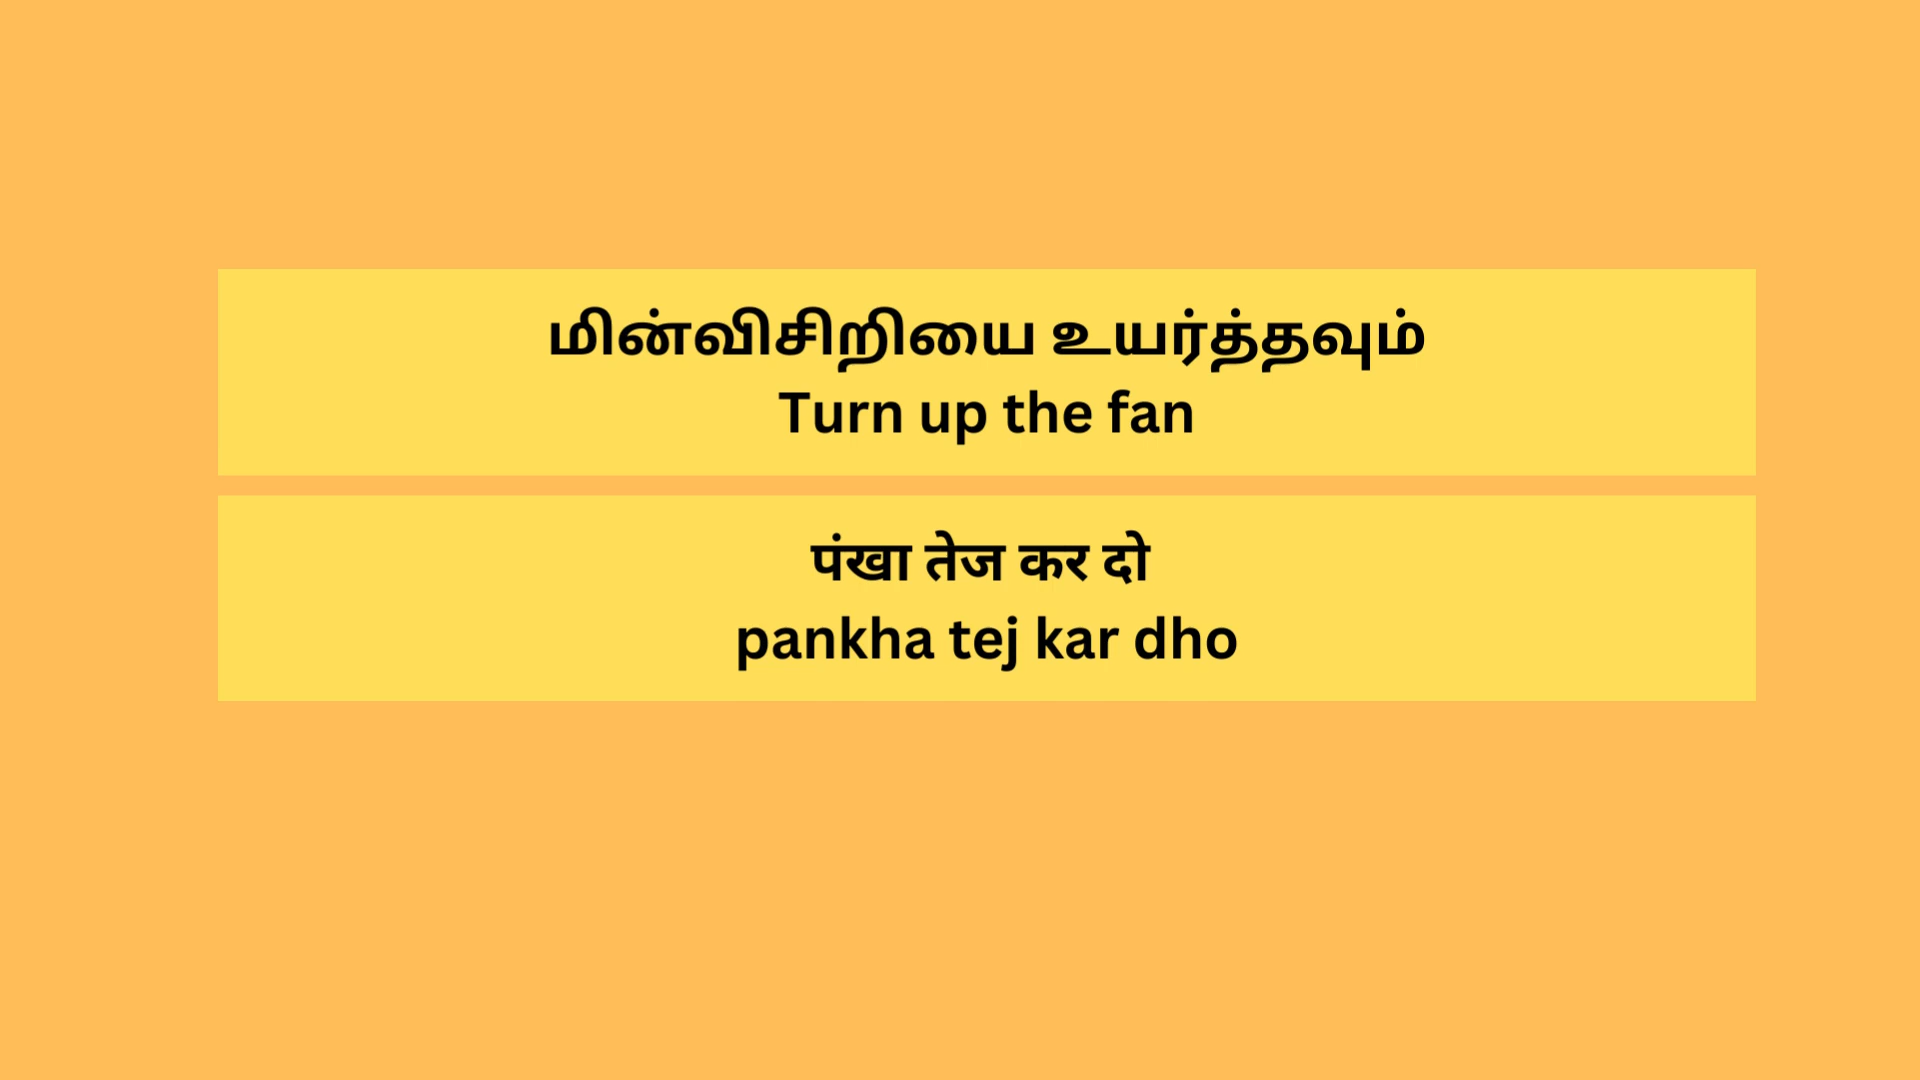 மின்விசிறியை உயர்த்தவும்
Turn up the fan
पंखा तेज कर दो
pankha tej kar dho